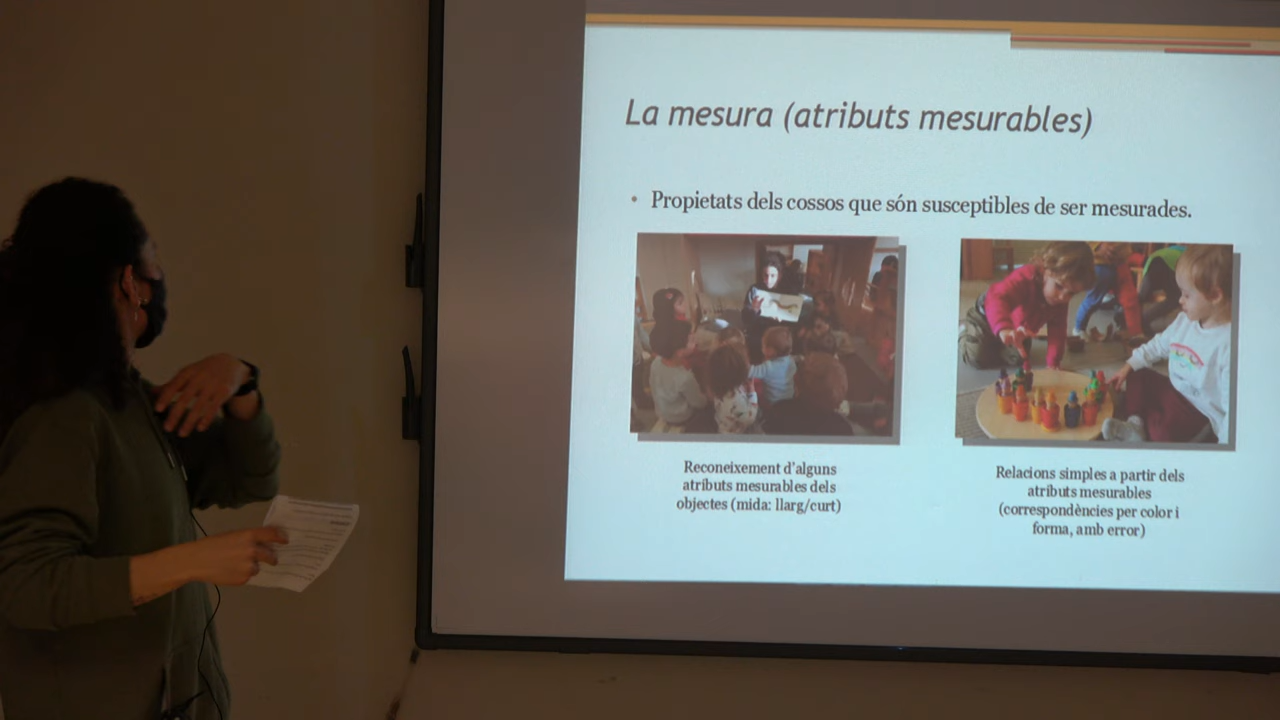 La mesura (atributs mesurables)
• Propietats dels cossos que són susceptibles de ser mesurades.
Reconeixement d'alguns
atributs mesurables dels
objectes (mida: llarg/curt)
Relacions simples a partir dels
atributs mesurables
(correspondències per color i
forma, amb error)